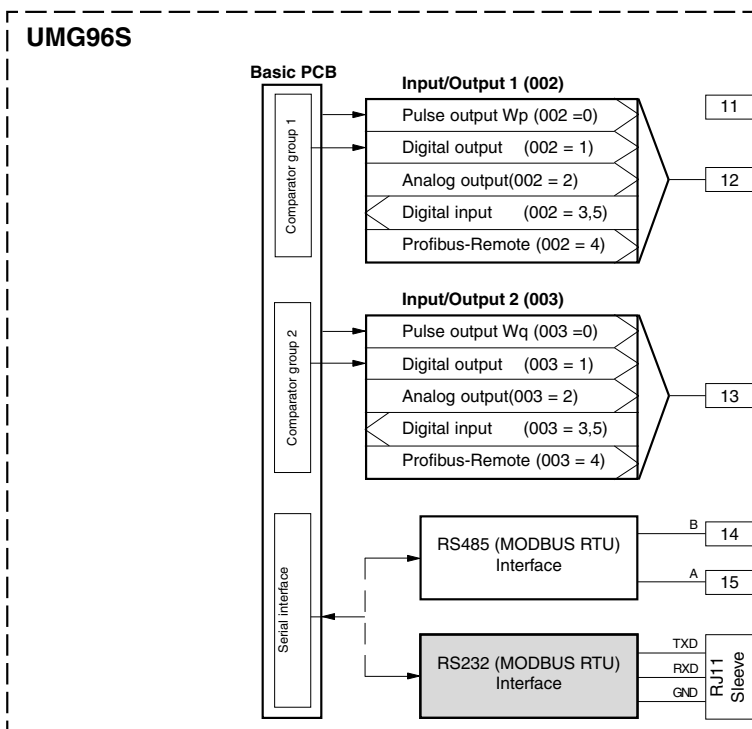 UMG96S
Basic PCB
Comparator group 1
Comparator group 2
Serial interface
Input/Output 1 (002)
Pulse output Wp (002 =0)
Digital output (002 = 1)
Analog output(002 = 2)
Digital input (002 = 3,5)
Profibus-Remote (002 = 4)
11
12
Input/Output 2 (003)
Pulse output Wq (003 =0)
Digital output (003 = 1)
Analog output(003 = 2)
Digital input (003 = 3,5)
Profibus-Remote (003 = 4)
13
RS485 (MODBUS RTU)
Interface
B
14
A
15
RS232 (MODBUS RTU)
Interface
TXD
RXD
GND
RJ11
Sleeve